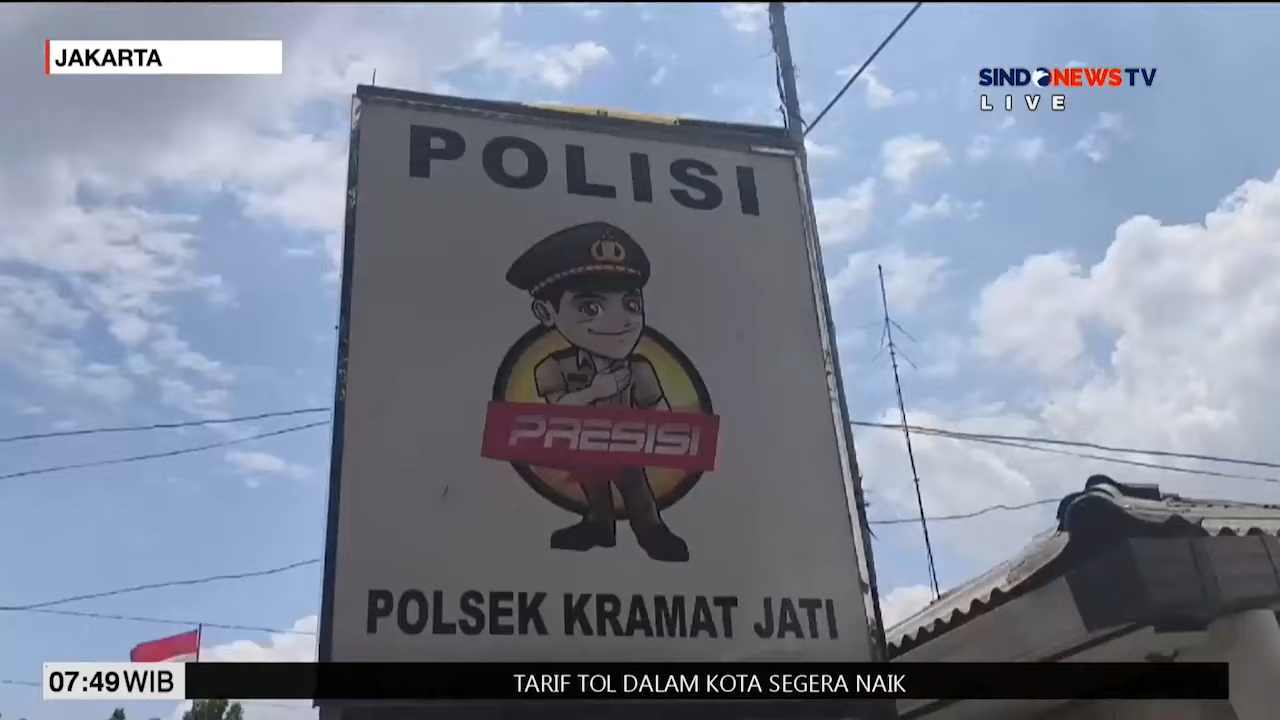 JAKARTA
SINDONEWSTV
LIVE
POLISI
PRESISI
POLSEK KRAMAT JATI
07:49 WIB
TARIF TOL DALAM KOTA SEGERA NAIK